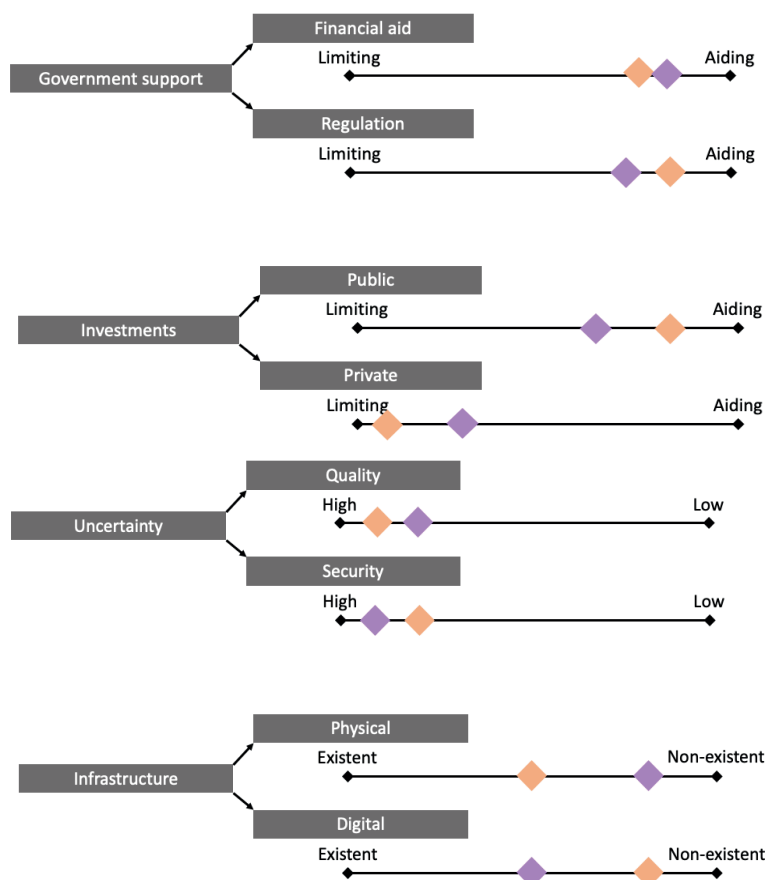 Financial aid
Limiting
Aiding
Government support
Regulation
Limiting
Aiding
Public
Limiting
Aiding
Investments
Private
Limiting
Aiding
Quality
High
Low
Uncertainty
Security
High
Low
Physical
Existent
Non-existent
Infrastructure
Digital
Existent
Non-existent